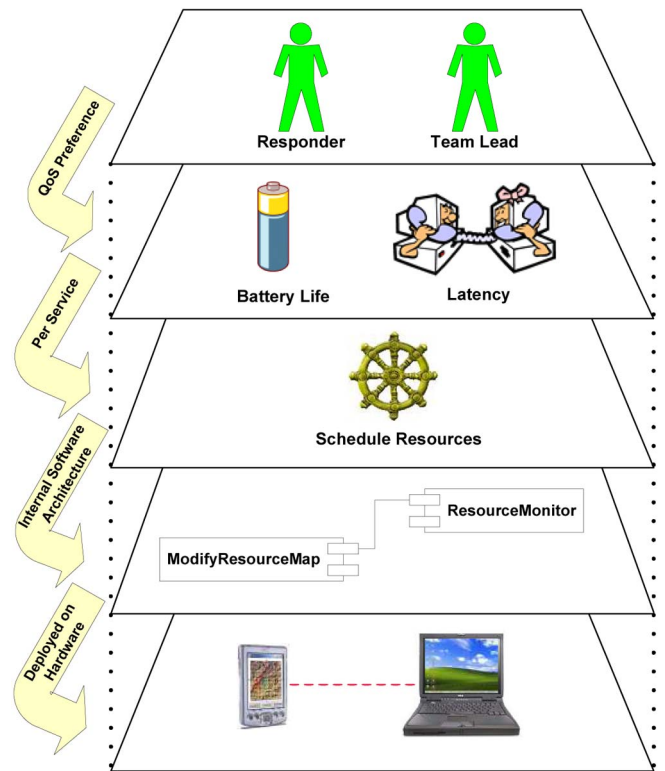 Responder
Team Lead
QoS Preference
Battery Life
Latency
Per Service
Schedule Resources
Internal Software
Architecture
ResourceMonitor
ModifyResourceMap
Deployed on
Hardware